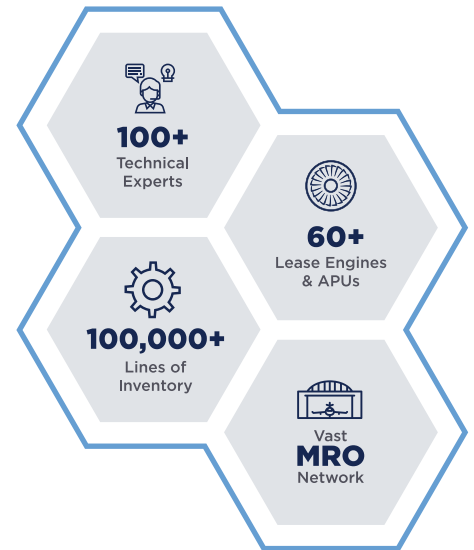 100+
Technical
Experts
60+
Lease Engines
& APUs
100,000+
Lines of
Inventory
Vast
MRO
Network